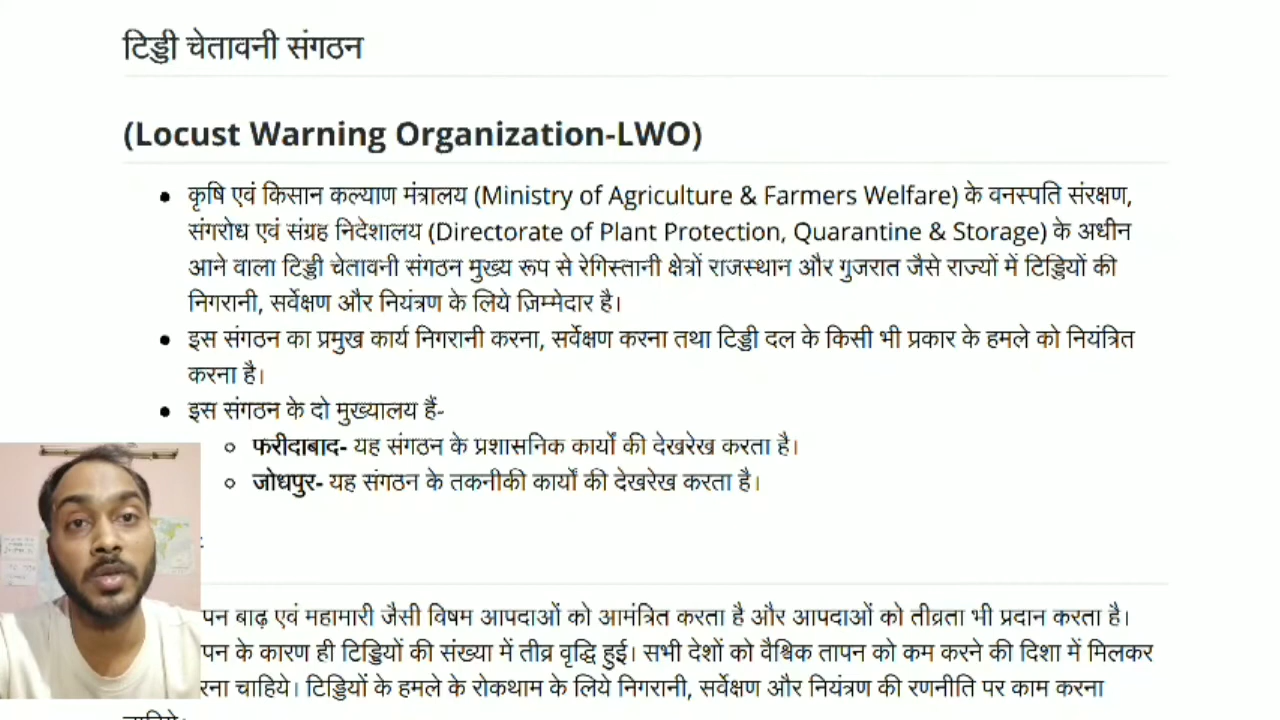 टिड्डी चेतावनी संगठन
(Locust Warning Organization-LWO)
कृषि एवं किसान कल्याण मंत्रालय (Ministry of Agriculture & Farmers Welfare) के वनस्पति संरक्षण,
संगरोध एवं संग्रह निदेशालय (Directorate of Plant Protection, Quarantine & Storage) के अधीन
आने वाला टिड्डी चेतावनी संगठन मुख्य रूप से रेगिस्तानी क्षेत्रों राजस्थान और गुजरात जैसे राज्यों में टिड्डियों की
निगरानी, सर्वेक्षण और नियंत्रण के लिये ज़िम्मेदार है।
इस संगठन का प्रमुख कार्य निगरानी करना, सर्वेक्षण करना तथा टिड्डी दल के किसी भी प्रकार के हमले को नियंत्रित
करना है।
इस संगठन के दो मुख्यालय हैं-
फरीदाबाद- यह संगठन के प्रशासनिक कार्यों की देखरेख करता है।
जोधपुर- यह संगठन के तकनीकी कार्यों की देखरेख करता है।
पन बाढ़ एवं महामारी जैसी विषम आपदाओं को आमंत्रित करता है और आपदाओं को तीव्रता भी प्रदान करता है।
पन के कारण ही टिड्डियों की संख्या में तीव्र वृद्धि हुई। सभी देशों को वैश्विक तापन को कम करने की दिशा में मिलकर
रना चाहिये। टिड्डियों के हमले के रोकथाम के लिये निगरानी, सर्वेक्षण और नियंत्रण की रणनीति पर काम करना